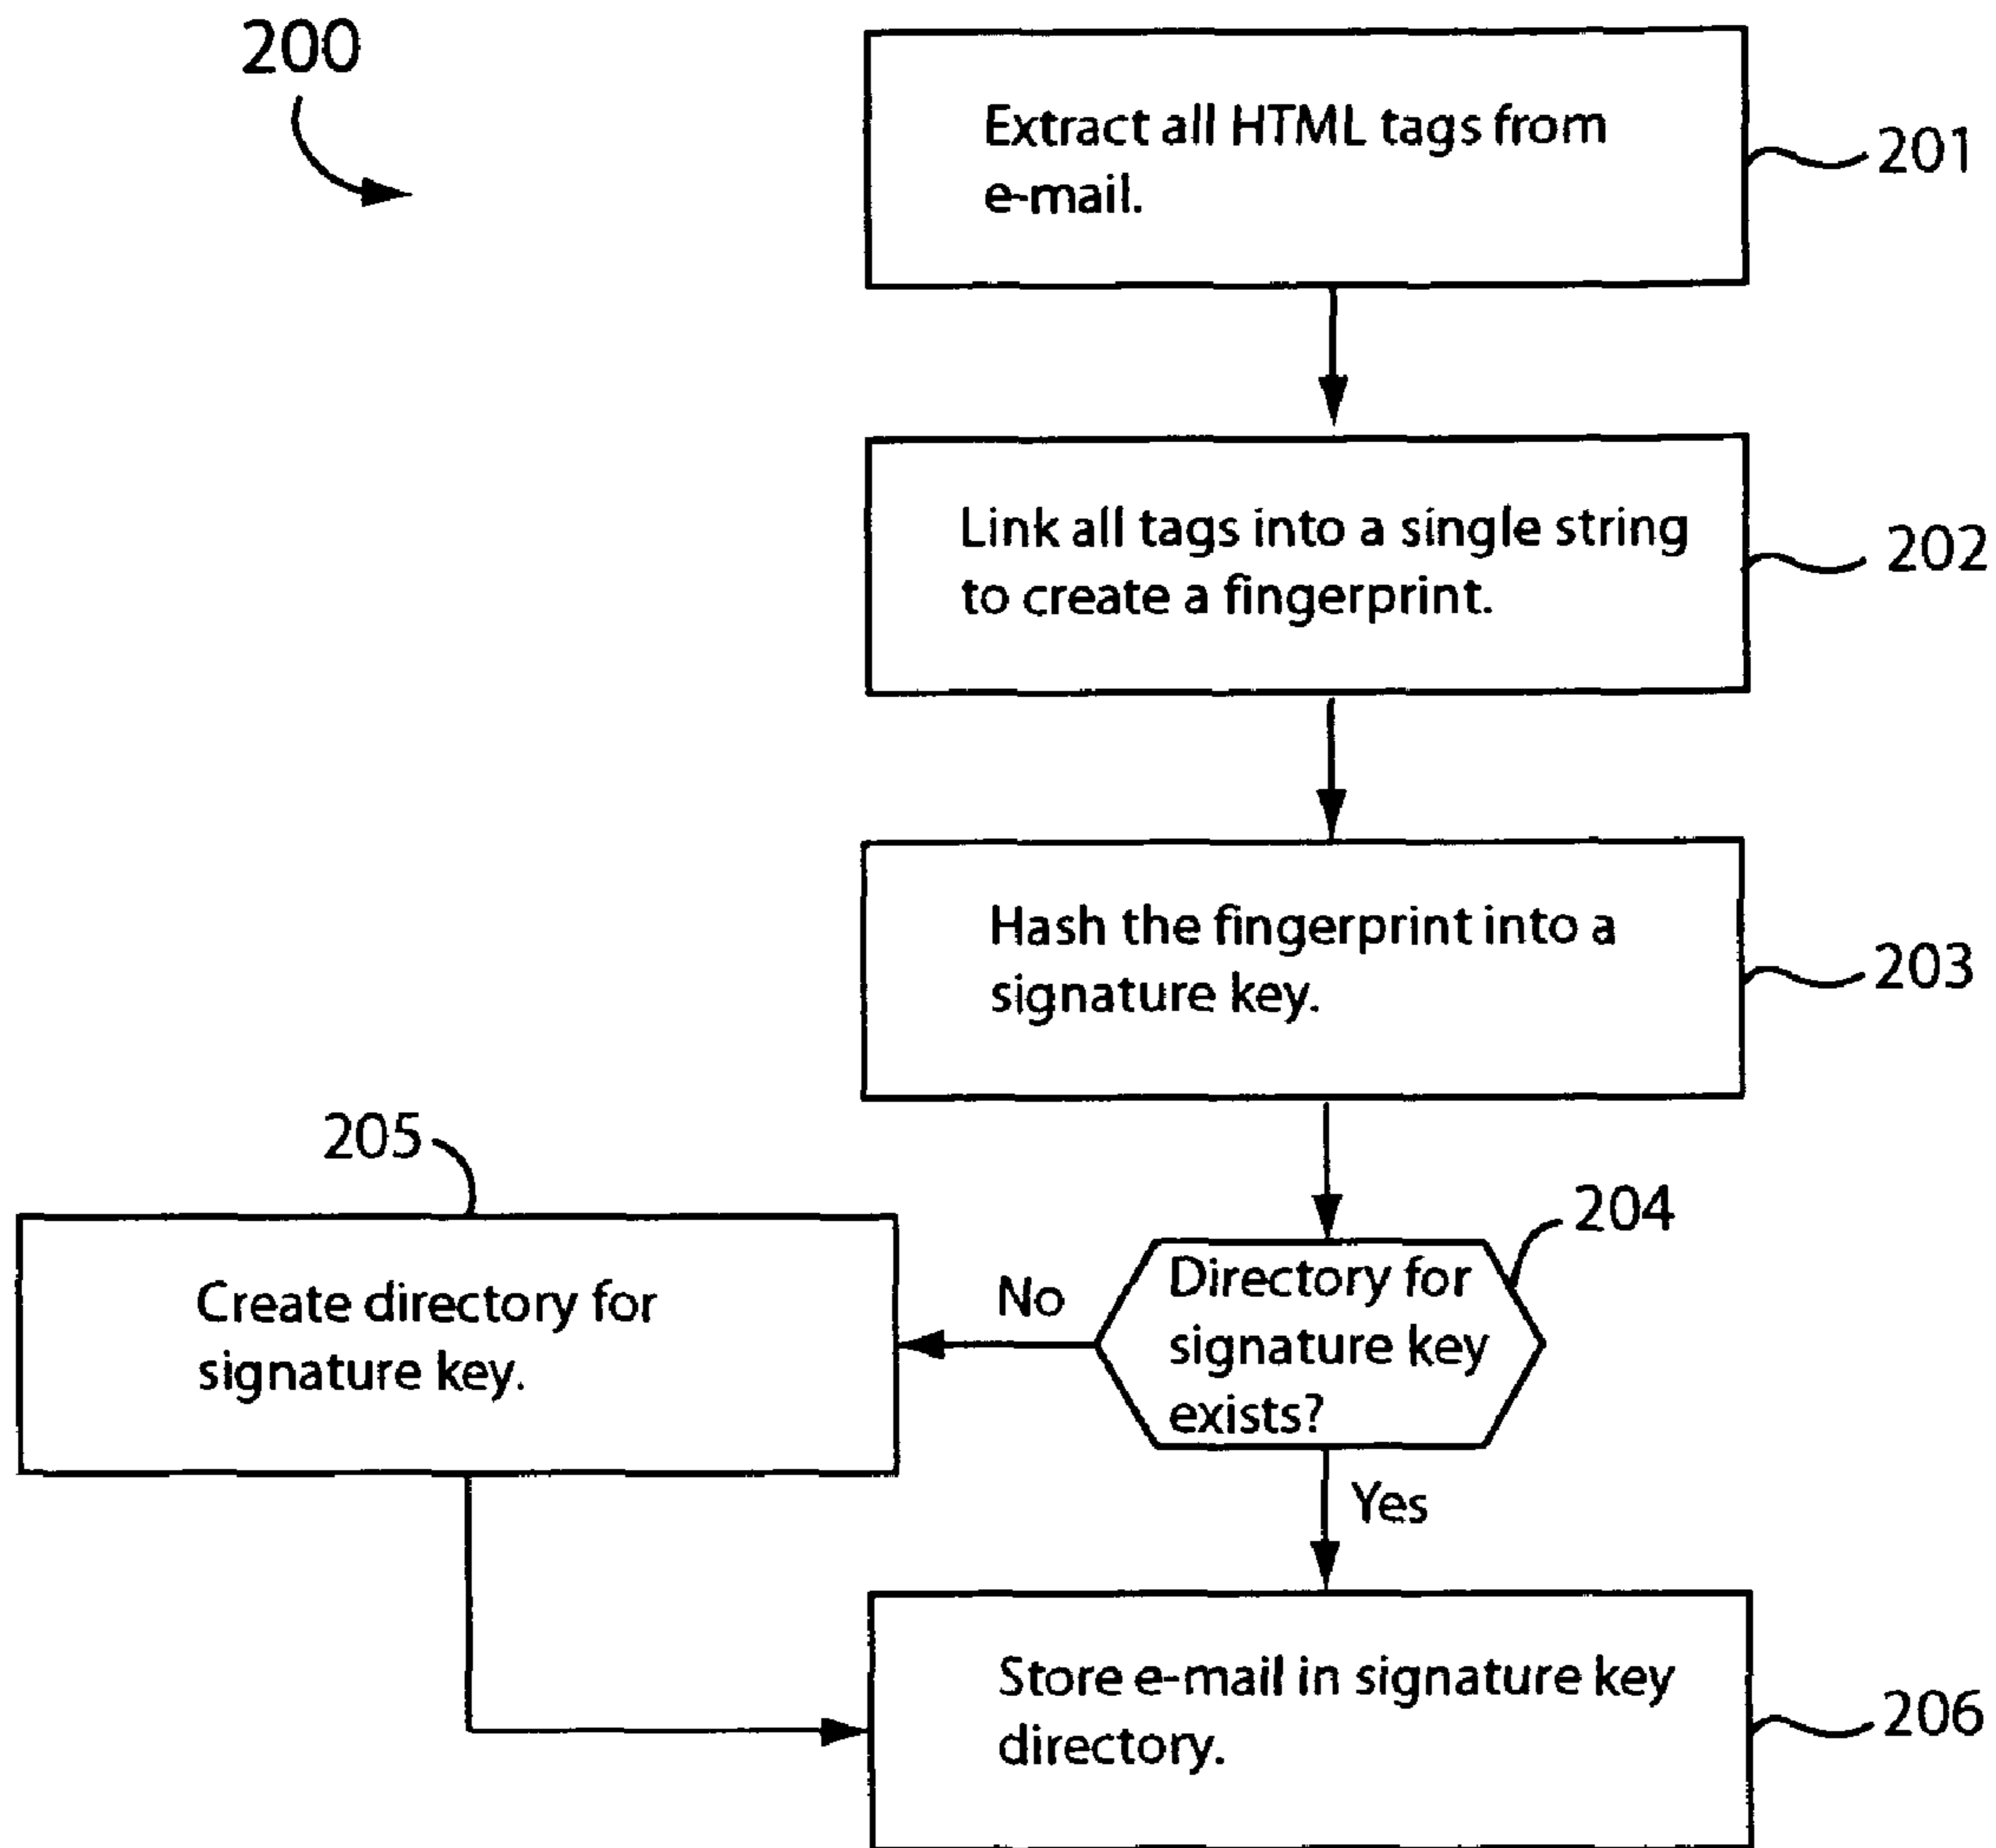 200
Extract all HTML tags from
e-mail.
201
Link all tags into a single string
to create a fingerprint.
202
Hash the fingerprint into a
signature key.
203
205
204
Create directory for
signature key.
No
Directory for
signature key
exists?
Yes
Store e-mail in signature key
directory.
206